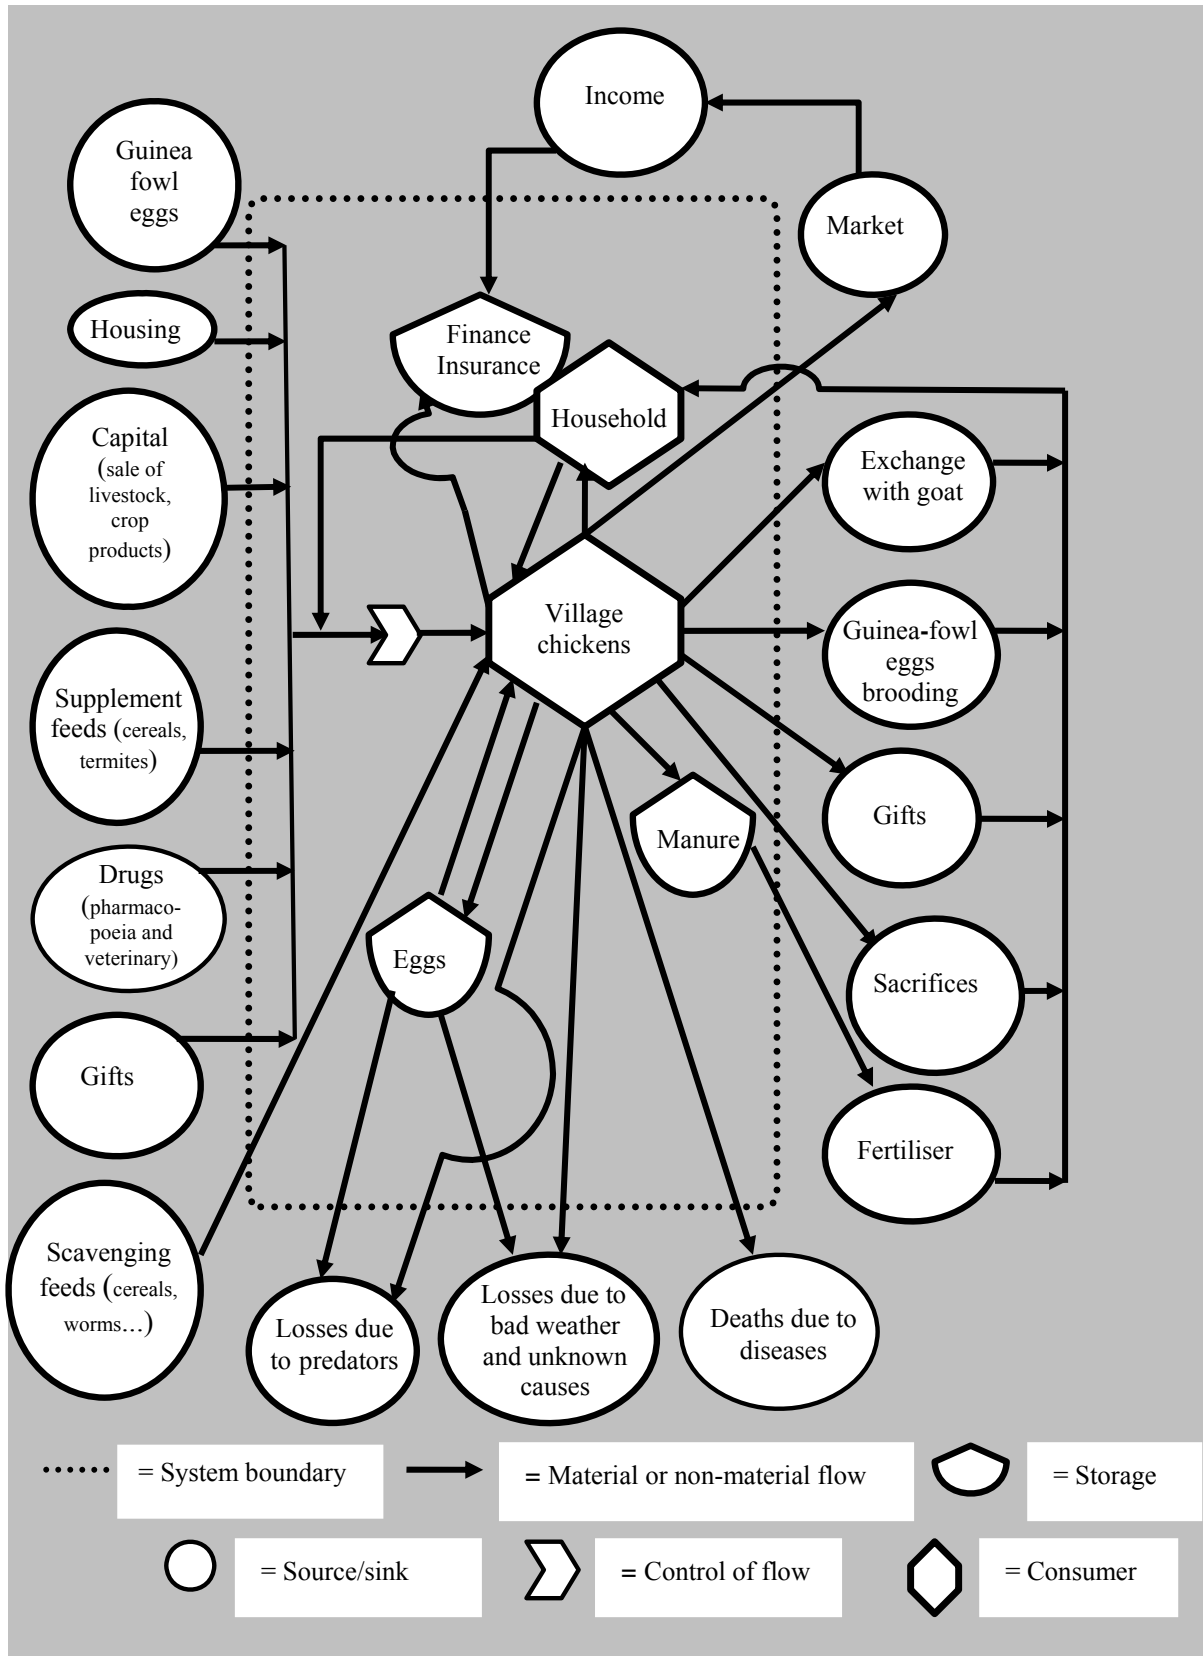 Income
Guinea
fowl
eggs
Market
Housing
Finance
Insurance
Household
Capital
(sale of
livestock,
crop
products)
Exchange
with goat
Village
chickens
Guinea-fowl
eggs
brooding
Supplement
feeds (cereals,
termites)
Gifts
Manure
Drugs
(pharmaco-
poeia and
veterinary)
Eggs
Sacrifices
Gifts
Fertiliser
Scavenging
feeds (cereals,
worms...)
Losses due
to predators
Losses due to
bad weather
and unknown
causes
Deaths due to
diseases
= System boundary
= Material or non-material flow
= Storage
= Source/sink
= Control of flow
= Consumer